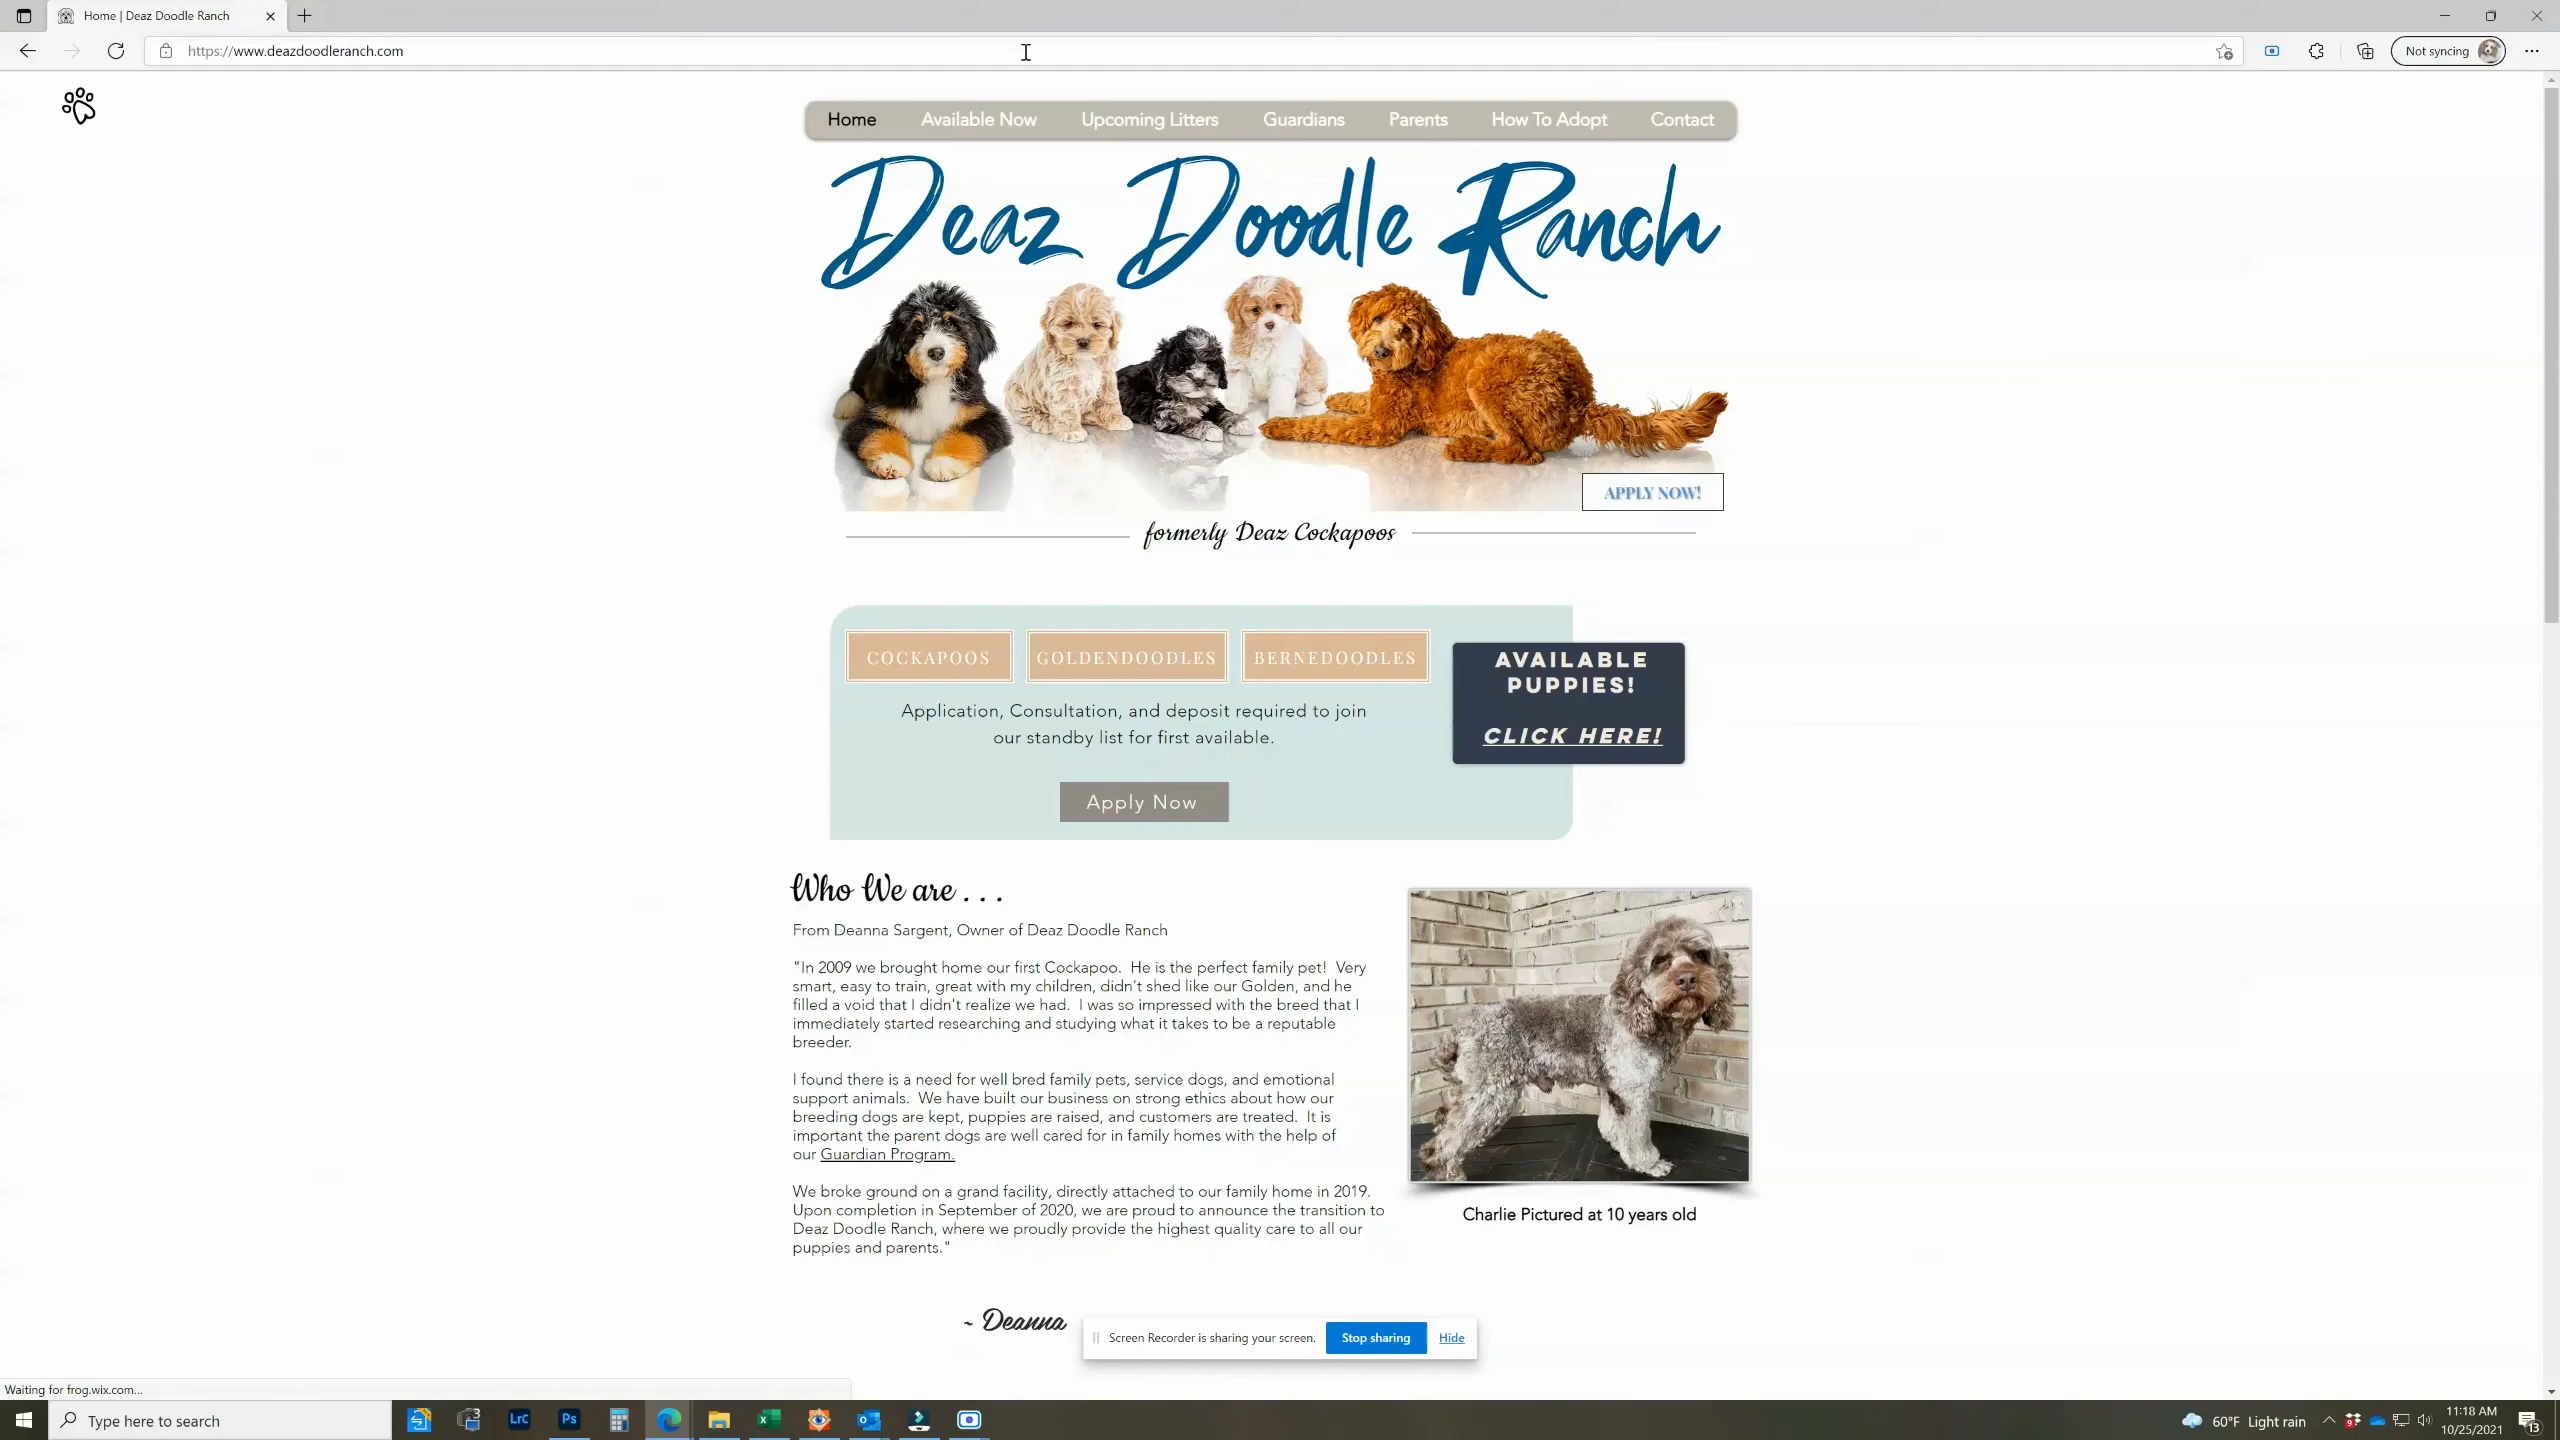 Home | Deaz Doodle Ranch
https://www.deazdoodleranch.com
Not syncing
Home Available Now Upcoming Litters Guardians Parents How To Adopt Contact
Deaz Doodle Ranch
APPLY NOW!
formerly Deaz Cockapoos
COCKAPOOS GOLDENDOODLES BERNEDOODLES
Application, Consultation, and deposit required to join
our standby list for first available.
Apply Now
AVAILABLE
PUPPIES!
CLICK HERE!
Who We are . . .
From Deanna Sargent, Owner of Deaz Doodle Ranch
"In 2009 we brought home our first Cockapoo. He is the perfect family pet! Very
smart, easy to train, great with my children, didn't shed like our Golden, and he
filled a void that I didn't realize we had. I was so impressed with the breed that I
immediately started researching and studying what it takes to be a reputable
breeder.
I found there is a need for well bred family pets, service dogs, and emotional
support animals. We have built our business on strong ethics about how our
breeding dogs are kept, puppies are raised, and customers are treated. It is
important the parent dogs are well cared for in family homes with the help of
our Guardian Program.
We broke ground on a grand facility, directly attached to our family home in 2019.
Upon completion in September of 2020, we are proud to announce the transition to
Deaz Doodle Ranch, where we proudly provide the highest quality care to all our
puppies and parents."
Charlie Pictured at 10 years old
~ Deanna
Screen Recorder is sharing your screen. Stop sharing Hide
Waiting for frog.wix.com...
Type here to search
LrC
Ps
60°F Light rain
11:18 AM
10/25/2021
13